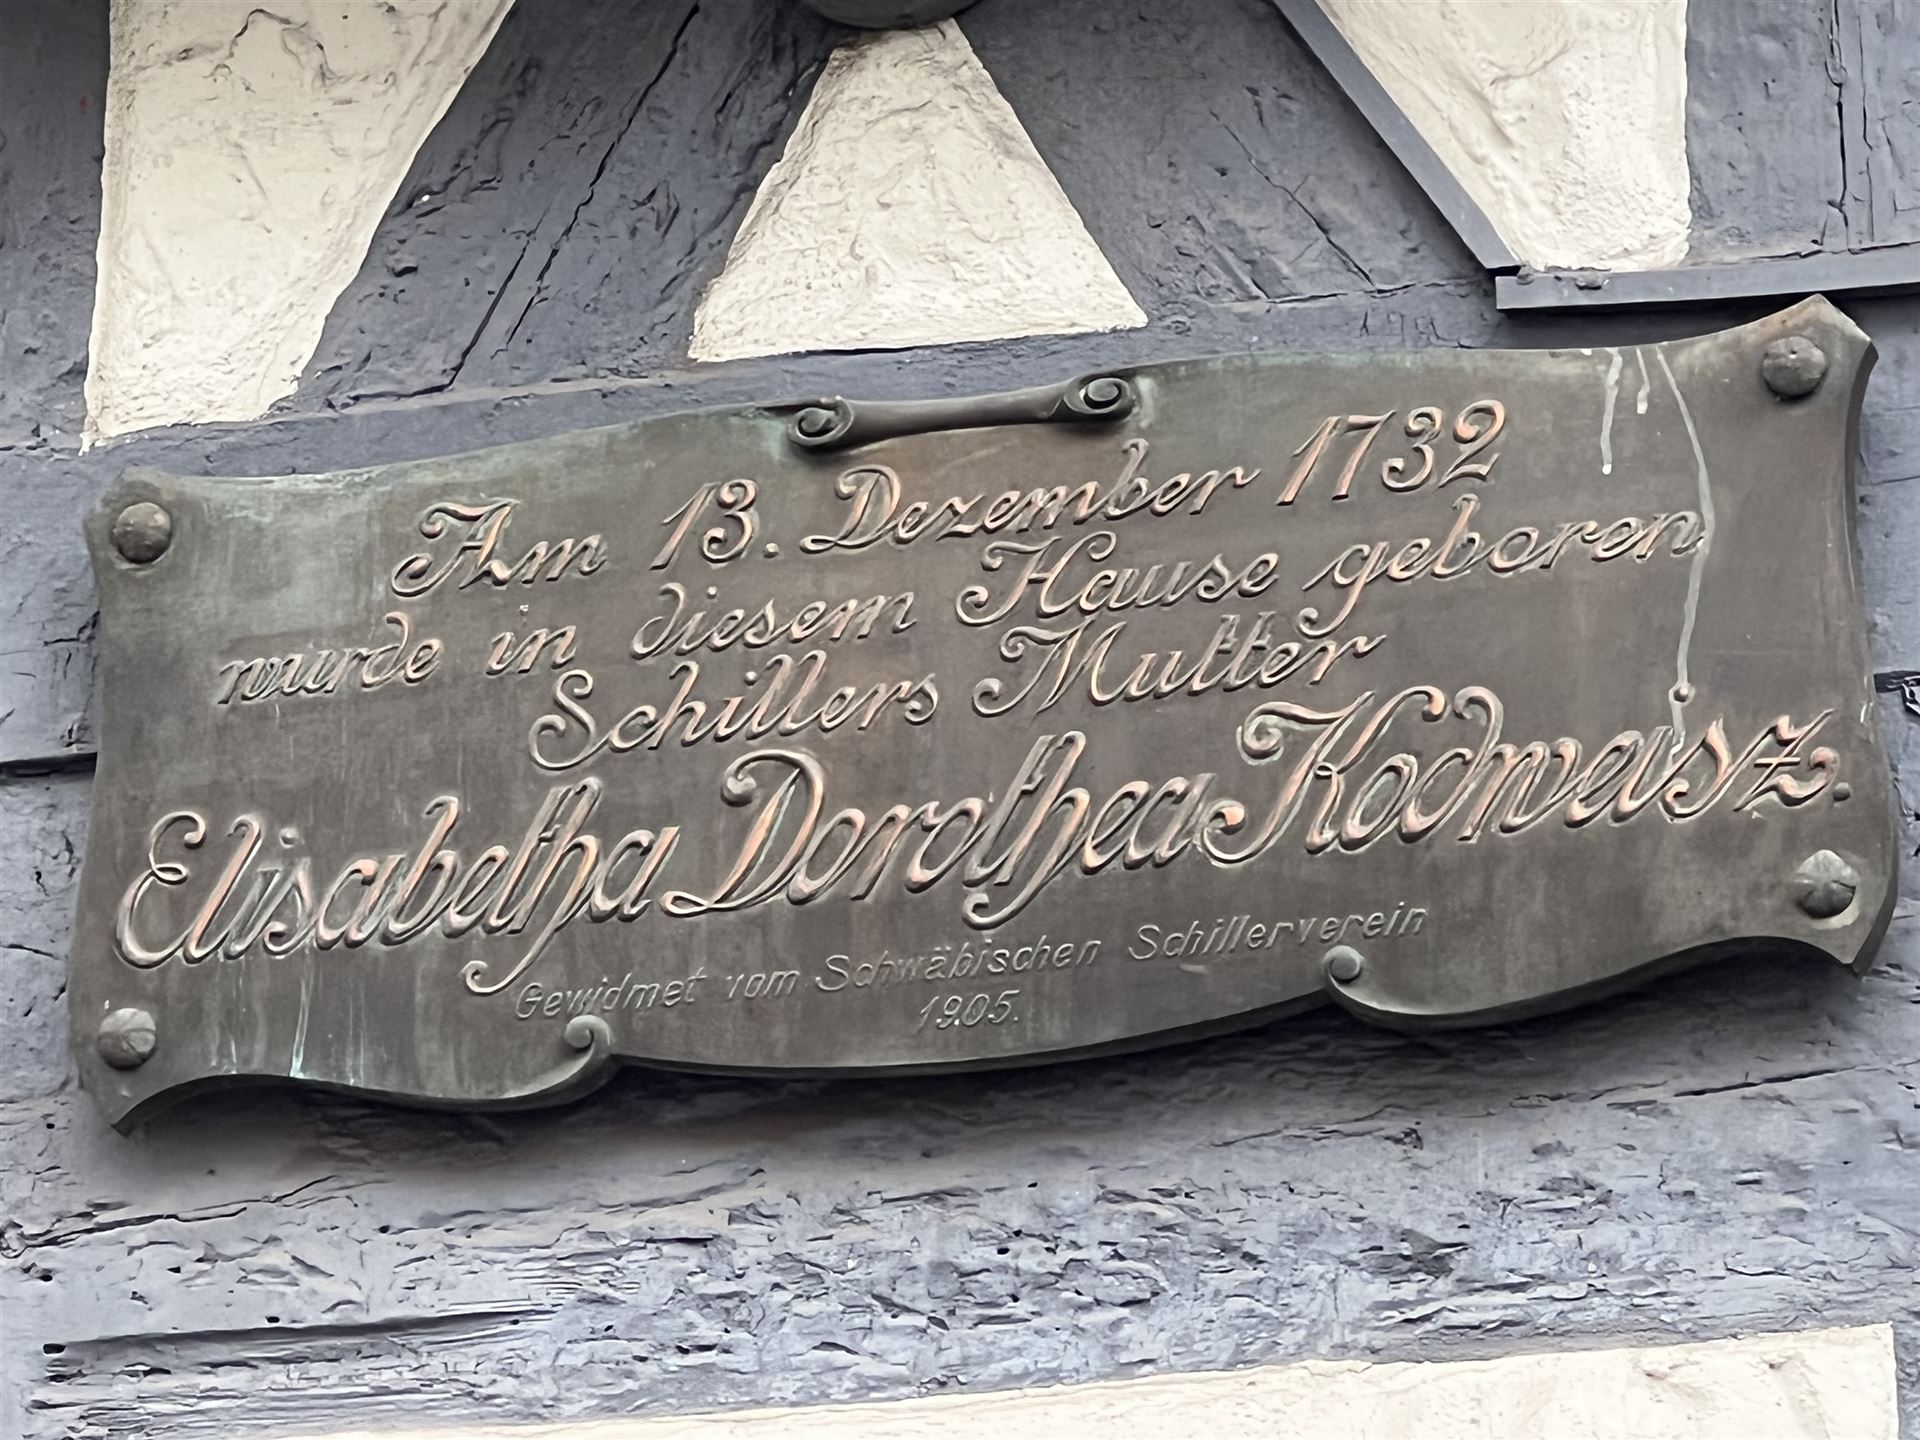 Am 13. Dezember 1732
wurde in diesem Hause geboren
Schillers Mutter
Elisabetha Dorothea Kodweisz.
Gewidmet vom Schwäbischen Schillerverein
1905.